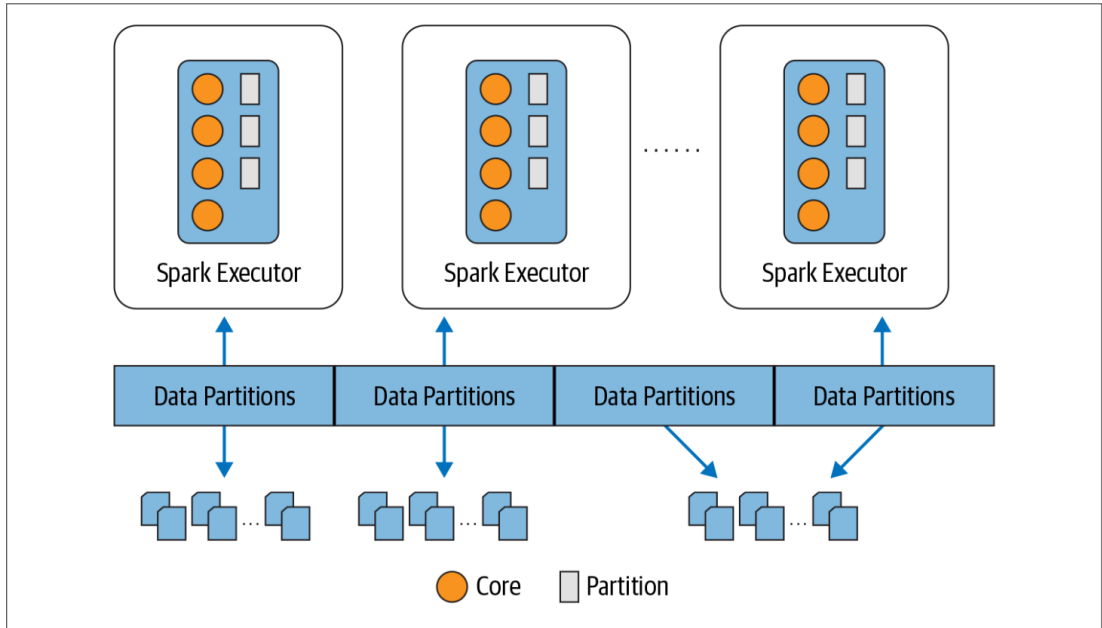 Spark Executor
Spark Executor
......
Spark Executor
Data Partitions
Data Partitions
Data Partitions
Data Partitions
...
...
...
Core
Partition